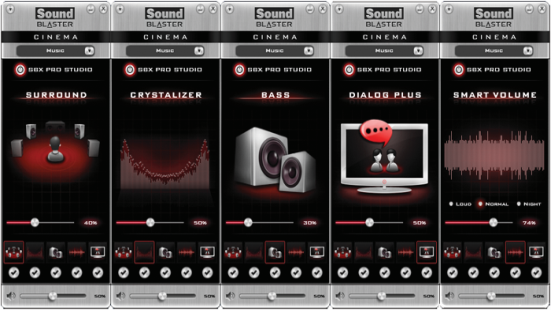 Sound
BLASTER
CINEMA
Music
SBX PRO STUDIO
SURROUND
40%
50%
Sound
BLASTER
CINEMA
Music
SBX PRO STUDIO
CRYSTALIZER
50%
50%
Sound
BLASTER
CINEMA
Music
SBX PRO STUDIO
BASS
30%
50%
Sound
BLASTER
CINEMA
Music
SBX PRO STUDIO
DIALOG PLUS
50%
50%
Sound
BLASTER
CINEMA
Music
SBX PRO STUDIO
SMART VOLUME
Loud Normal Night
74%
50%